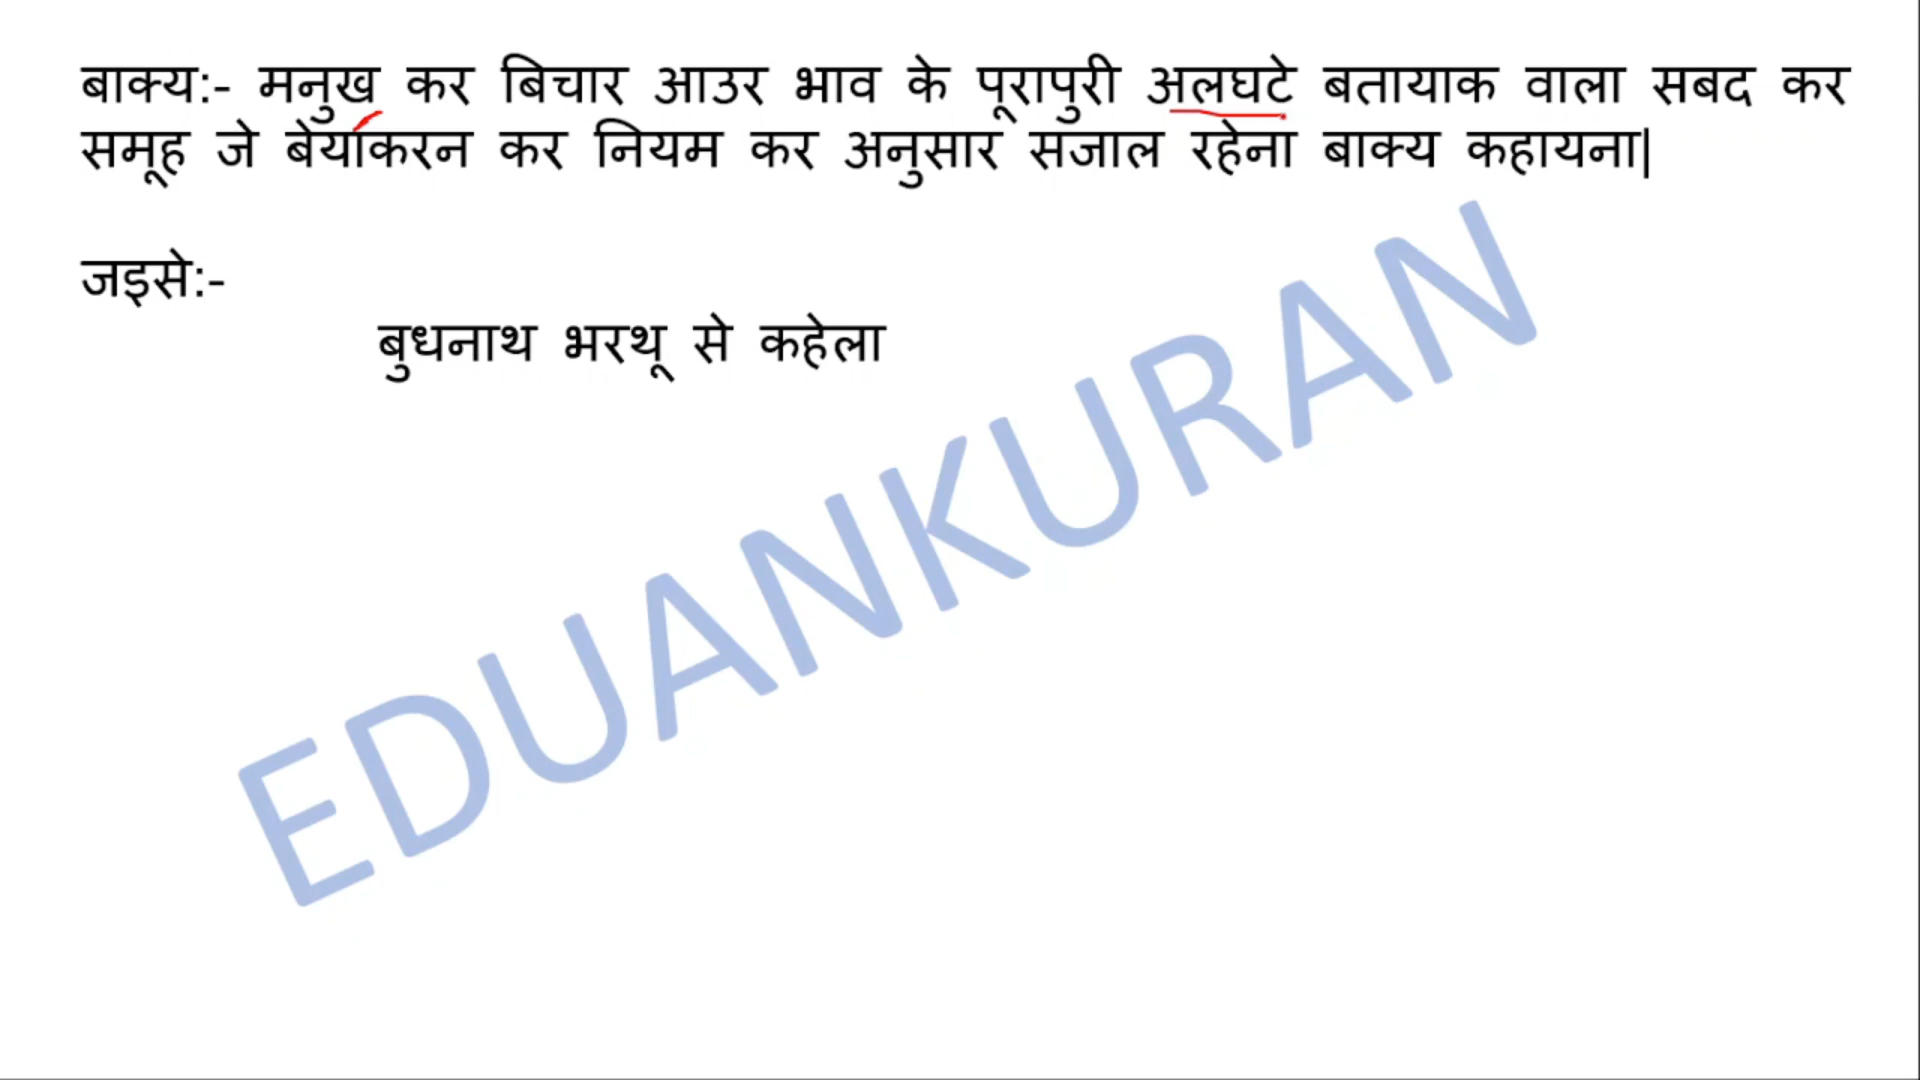 बाक्य:- मनुख कर बिचार आउर भाव के पूरापुरी अलघटे बतायाक वाला सबद कर
समूह जे बेयाकरन कर नियम कर अनुसार सजाल रहेना बाक्य कहायना|
जइसे:-
बुधनाथ भरथू से कहेला
EDUANKURAN